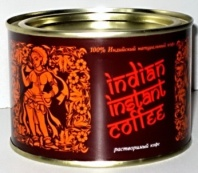 100% Индийский натуральный кофе
indian
instant
coffee
растворимый кофе